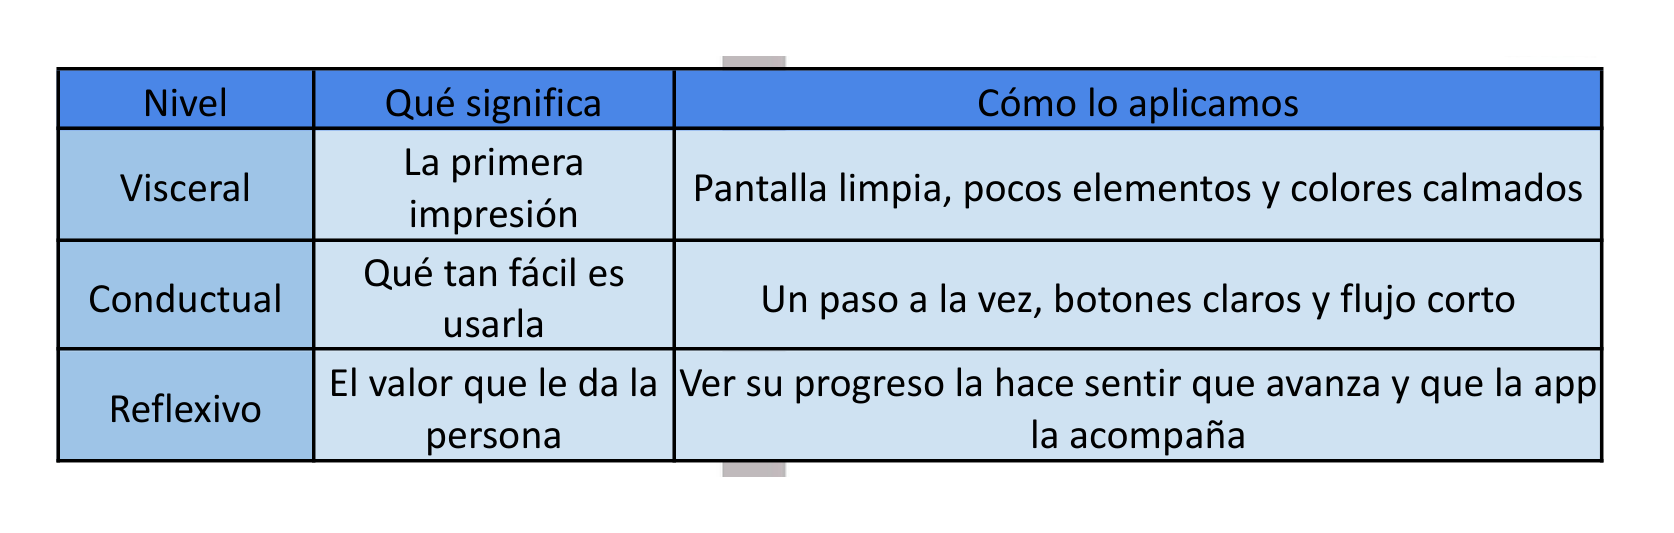 Nivel
Qué significa
Cómo lo aplicamos
Visceral
La primera
impresión
Pantalla limpia, pocos elementos y colores calmados
Conductual
Qué tan fácil es
usarla
Un paso a la vez, botones claros y flujo corto
Reflexivo
El valor que le da la
persona
Ver su progreso la hace sentir que avanza y que la app
la acompaña